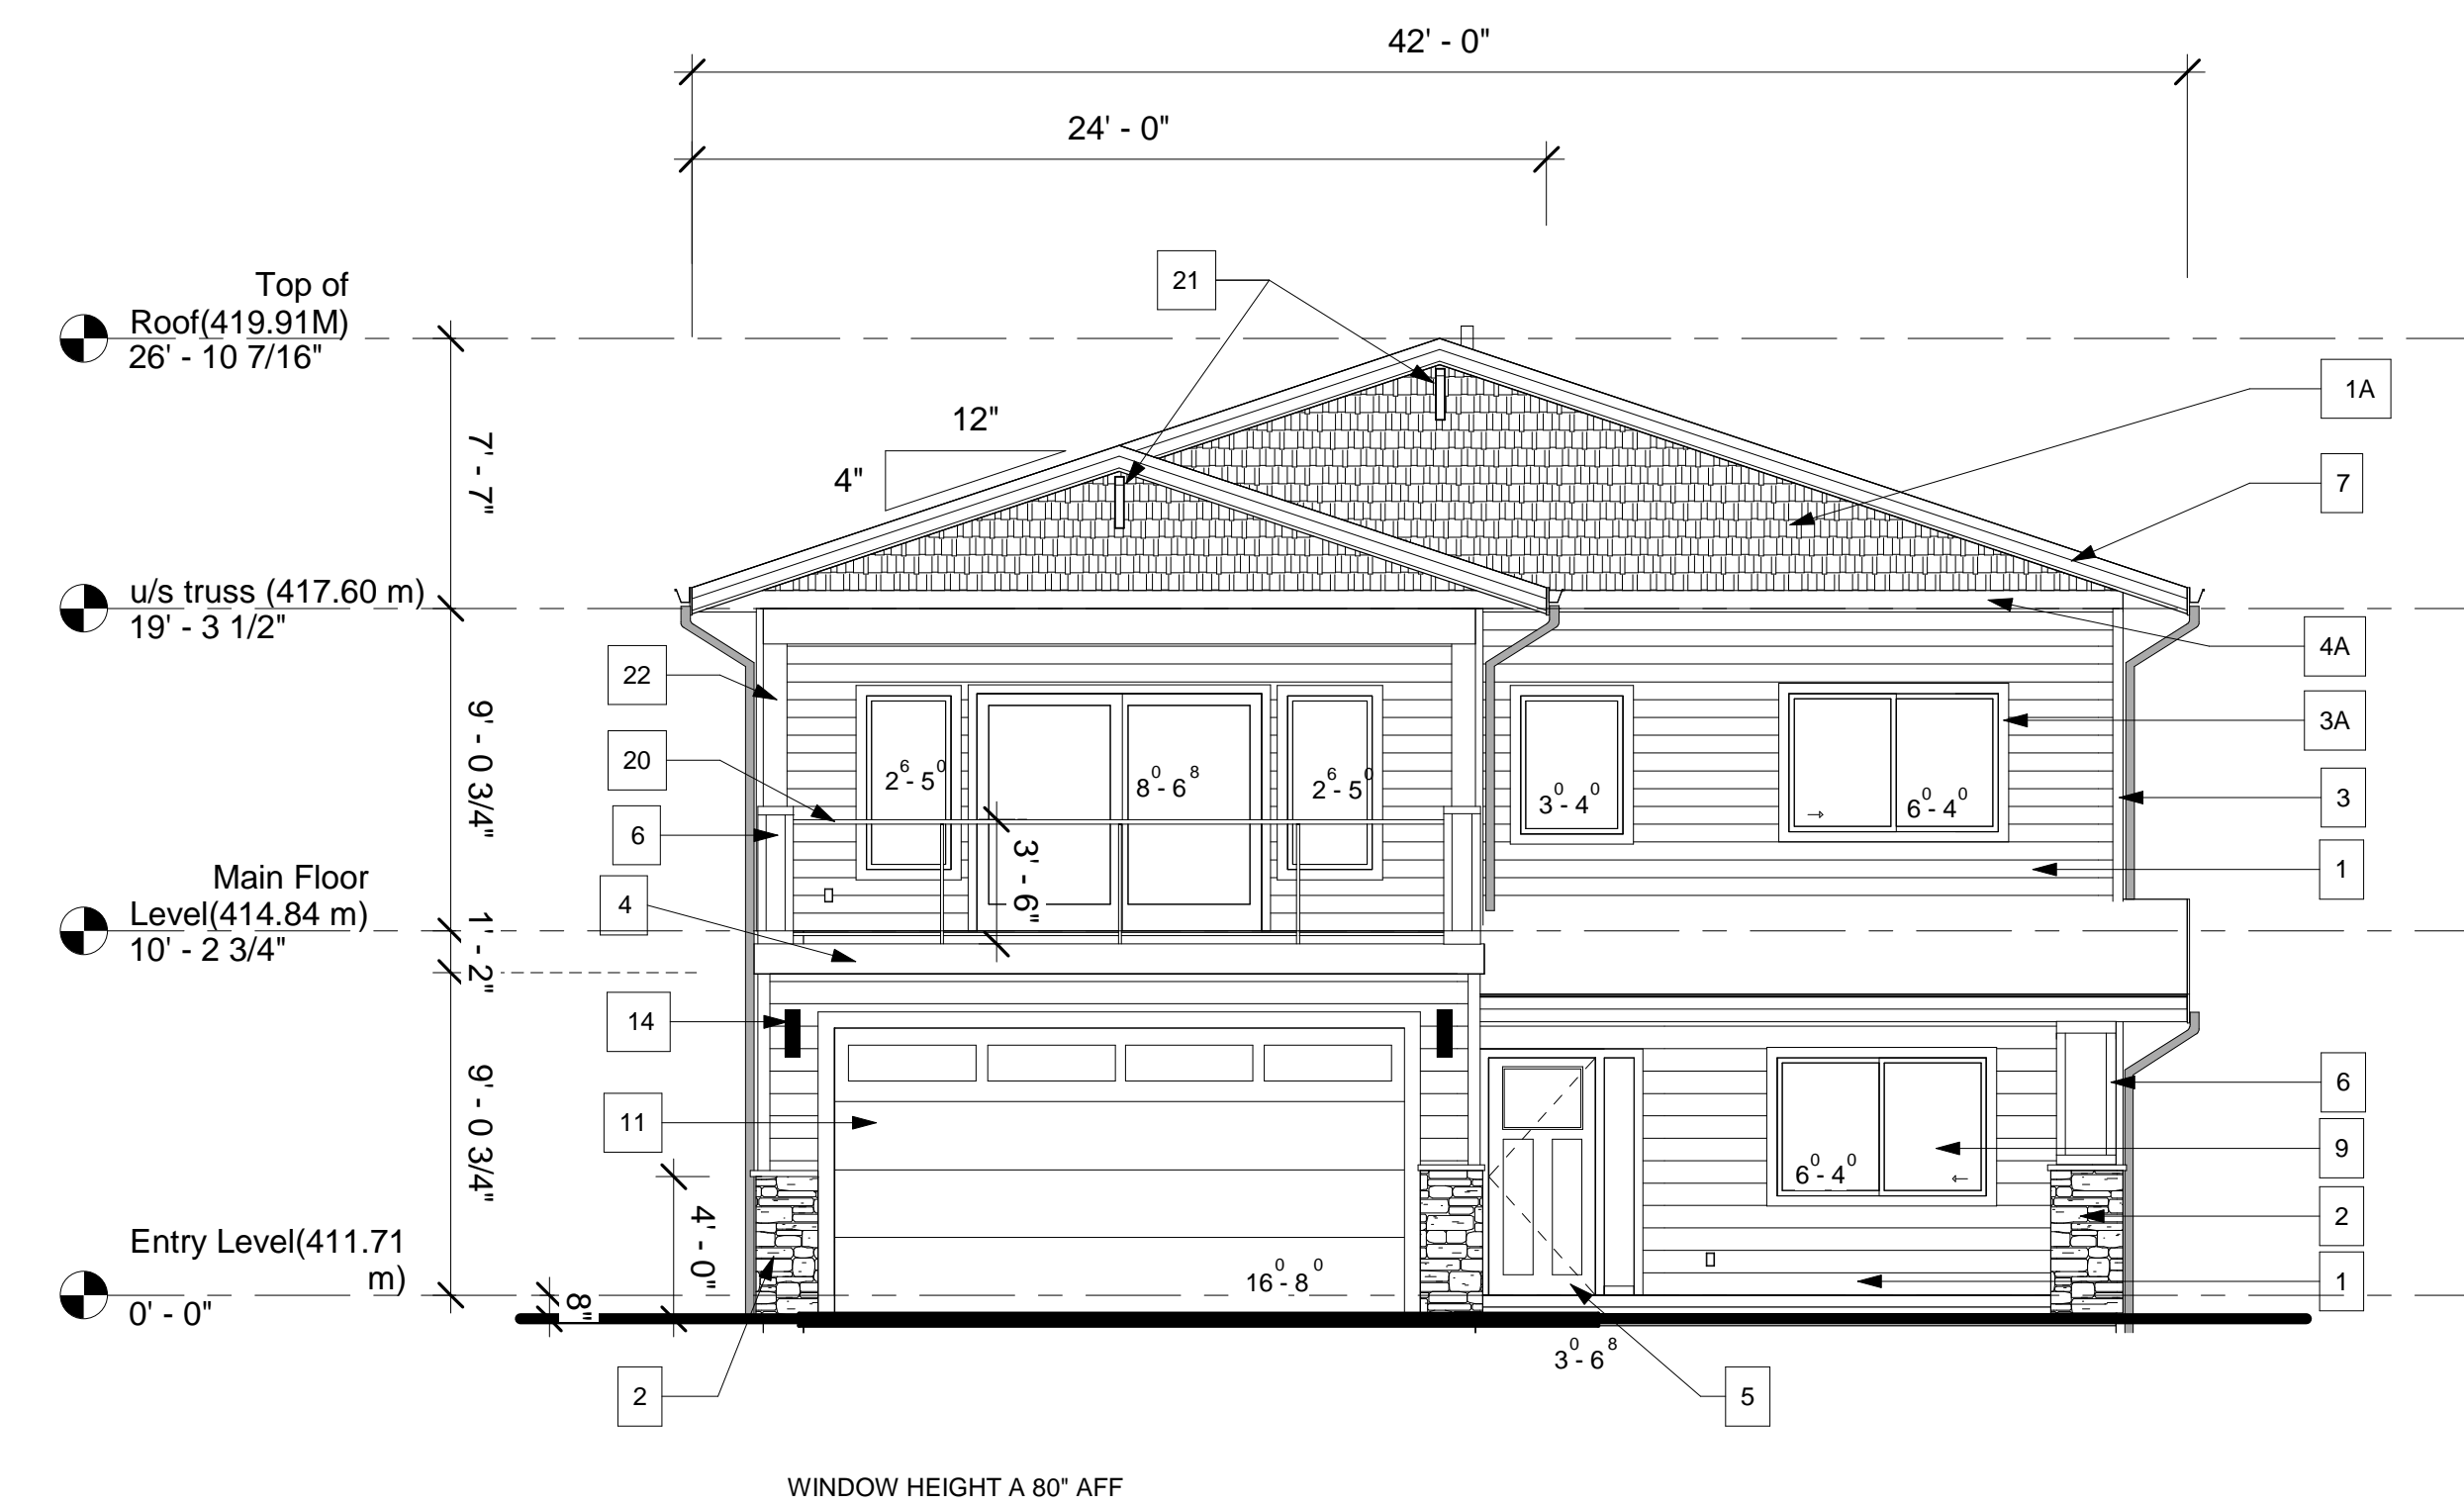 42' - 0"
24' - 0"
21
Top of
Roof(419.91M)
26' - 10 7/16"
1A
12"
4"
7' - 7"
7
u/s truss (417.60 m)
19' - 3 1/2"
4A
22
3A
9' - 0 3/4"
20
2⁶ - 5⁰
8⁰ - 6⁸
2⁶ - 5⁰
3⁰ - 4⁰
6⁰ - 4⁰
3
6
3' - 6"
1
Main Floor
Level(414.84 m)
10' - 2 3/4"
4
1' - 2"
14
6
11
9' - 0 3/4"
6⁰ - 4⁰
9
2
4' - 0"
Entry Level(411.71
m)
0' - 0"
16⁰ - 8⁰
1
8"
3⁰ - 6⁸
2
5
WINDOW HEIGHT A 80" AFF